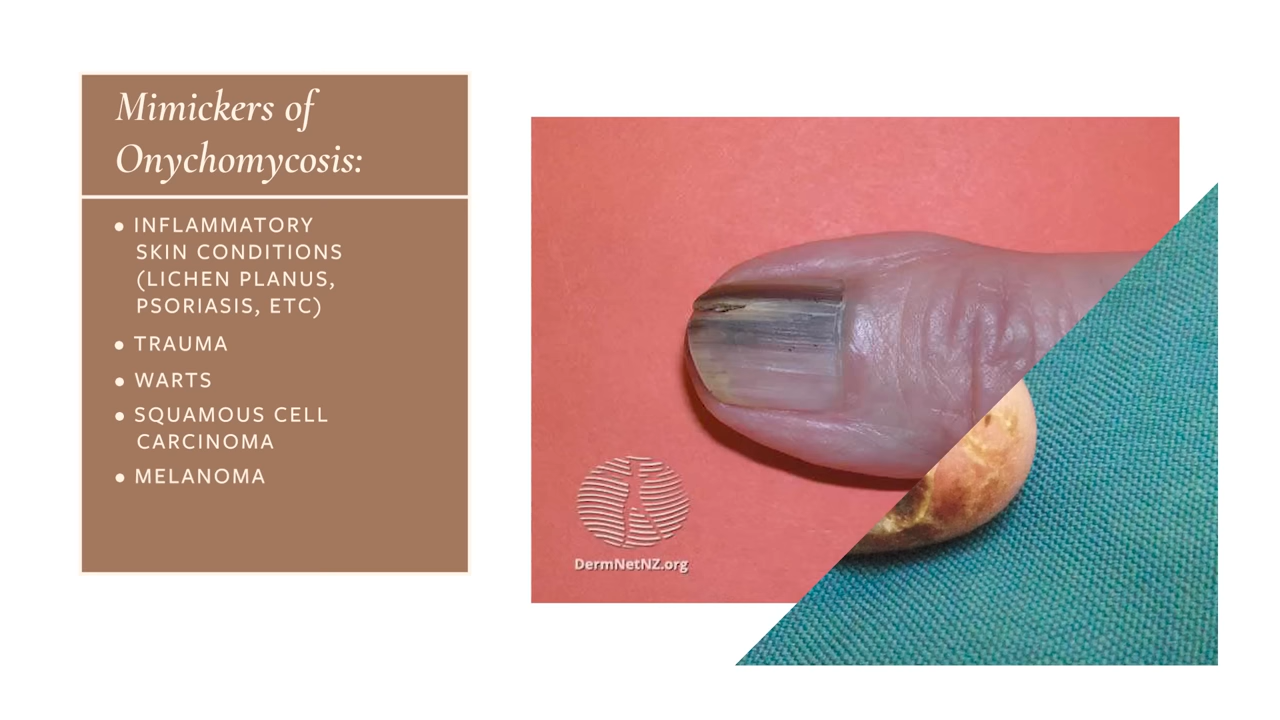 Mimickers of
Onychomycosis:
• INFLAMMATORY
SKIN CONDITIONS
(LICHEN PLANUS,
PSORIASIS, ETC)
• TRAUMA
• WARTS
• SQUAMOUS CELL
CARCINOMA
• MELANOMA
DermNetNZ.org